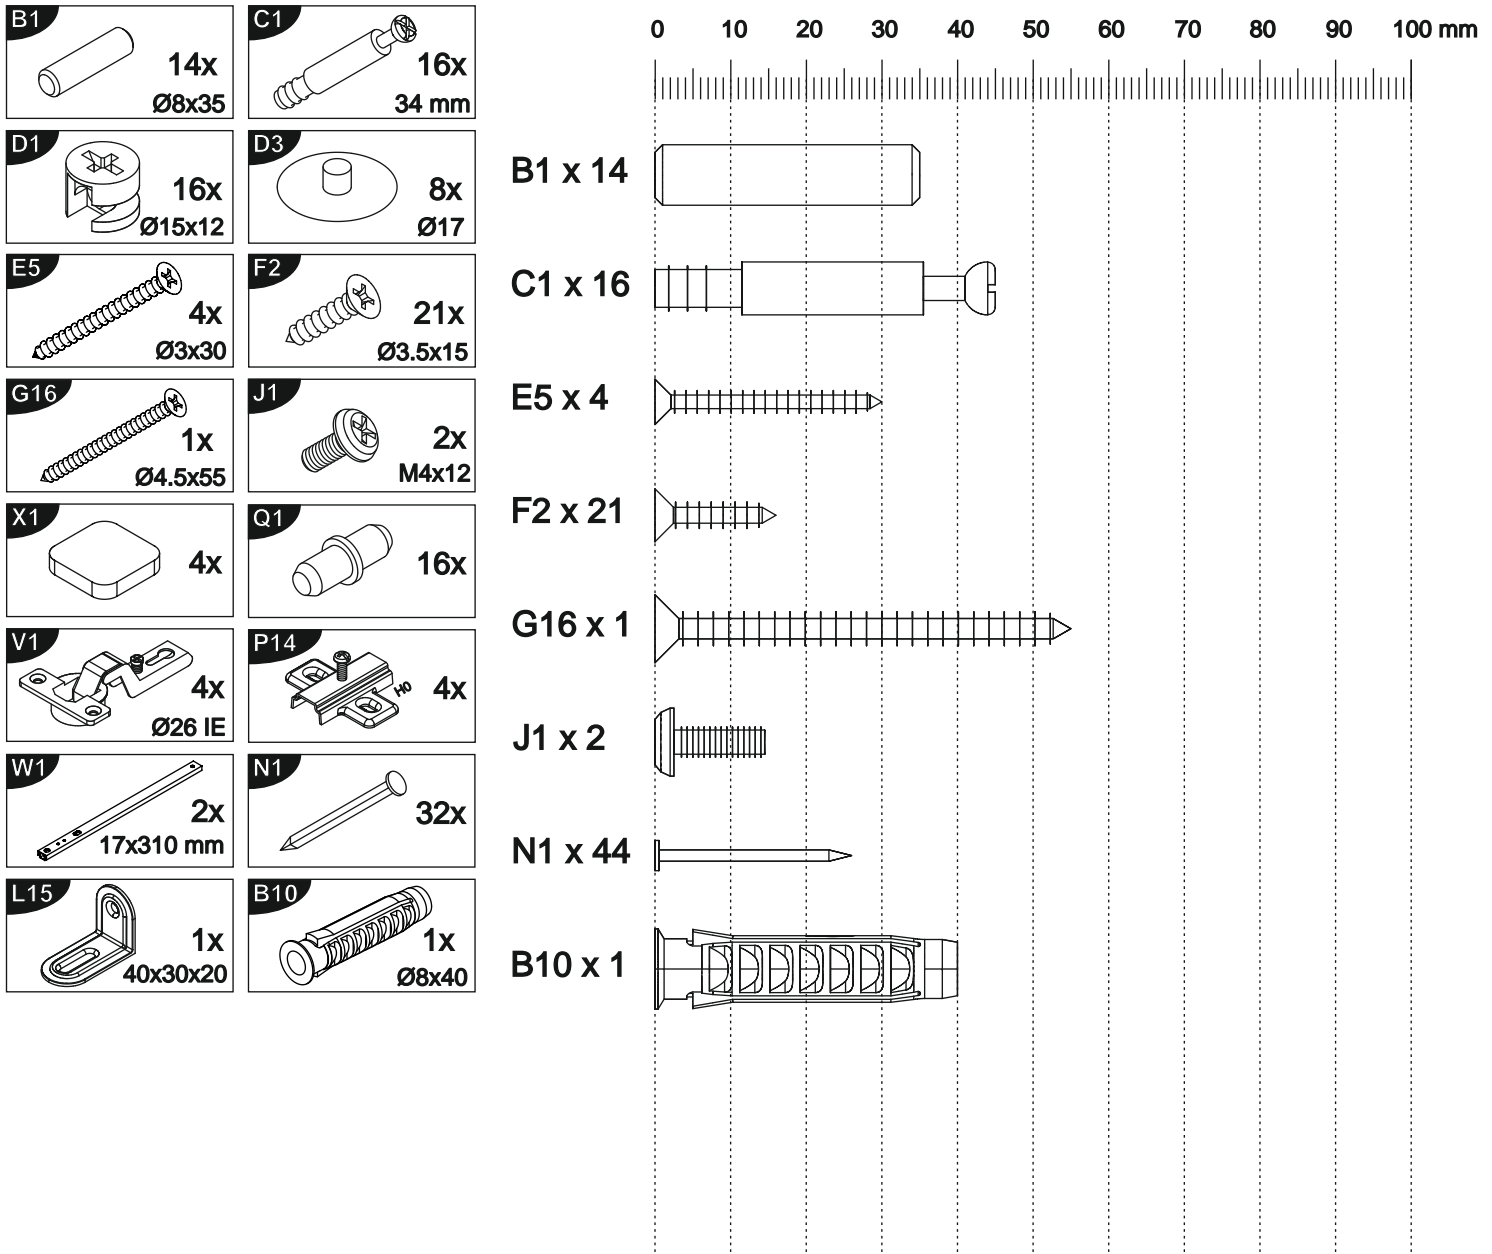 B1
14x
Ø8x35
C1
16x
34 mm
D1
16x
Ø15x12
D3
8x
Ø17
E5
4x
Ø3x30
F2
21x
Ø3.5x15
G16
1x
Ø4.5x55
J1
2x
M4x12
X1
4x
Q1
16x
V1
4x
Ø26 IE
P14
H0
4x
W1
2x
17x310 mm
N1
32x
L15
1x
40x30x20
B10
1x
Ø8x40
0 10 20 30 40 50 60 70 80 90 100 mm
B1 x 14
C1 x 16
E5 x 4
F2 x 21
G16 x 1
J1 x 2
N1 x 44
B10 x 1